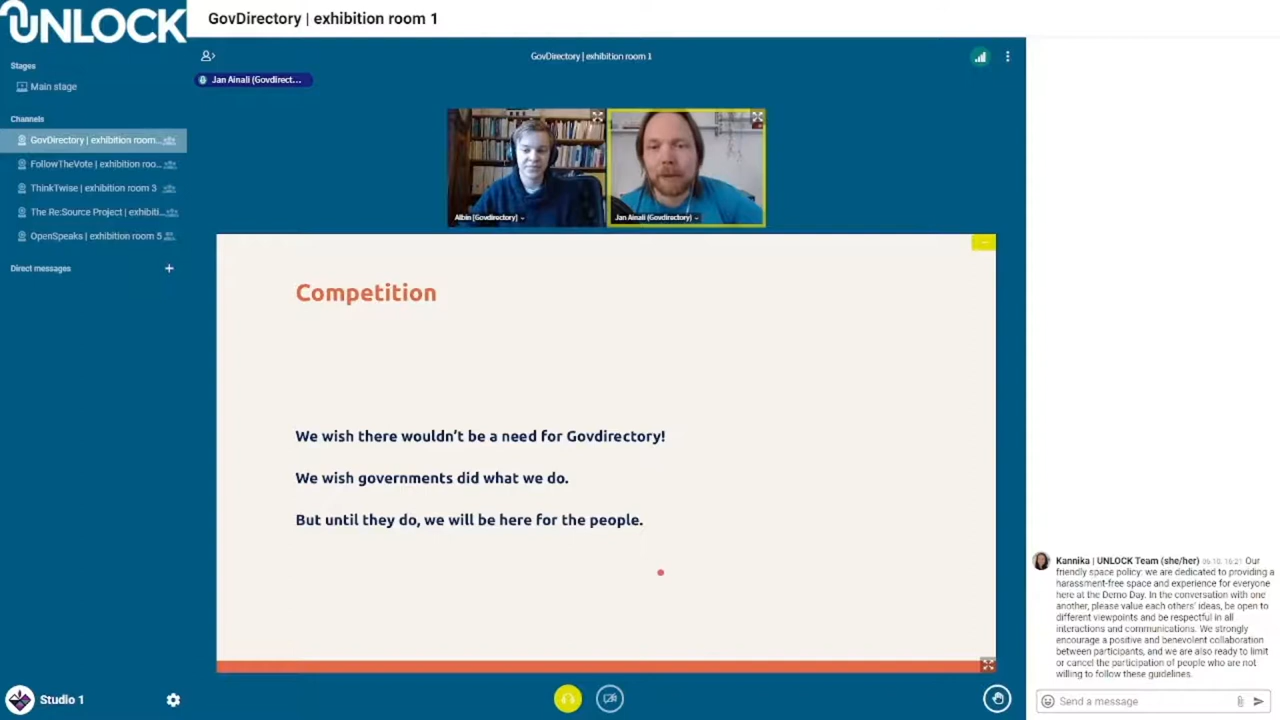 UNLOCK
GovDirectory | exhibition room 1
Stages
Main stage
Channels
GovDirectory | exhibition room...
FollowTheVote | exhibition roo...
ThinkTwise | exhibition room 3
The Re:Source Project | exhibiti...
OpenSpeaks | exhibition room 5
Direct messages
+
Studio 1
GovDirectory | exhibition room 1
Jan Ainali (Govdirect...
Albin (Govdirectory)
Jan Ainali (Govdirectory)
Competition
We wish there wouldn't be a need for Govdirectory!
We wish governments did what we do.
But until they do, we will be here for the people.
Kannika | UNLOCK Team (she/her) 06-10, 16:21 Our
friendly space policy: we are dedicated to providing a
harassment-free space and experience for everyone
here at the Demo Day. In the conversation with one
another, please value each others' ideas, be open to
different viewpoints and be respectful in all
interactions and communications. We strongly
encourage a positive and benevolent collaboration
between participants, and we are also ready to limit
or cancel the participation of people who are not
willing to follow these guidelines.
Send a message